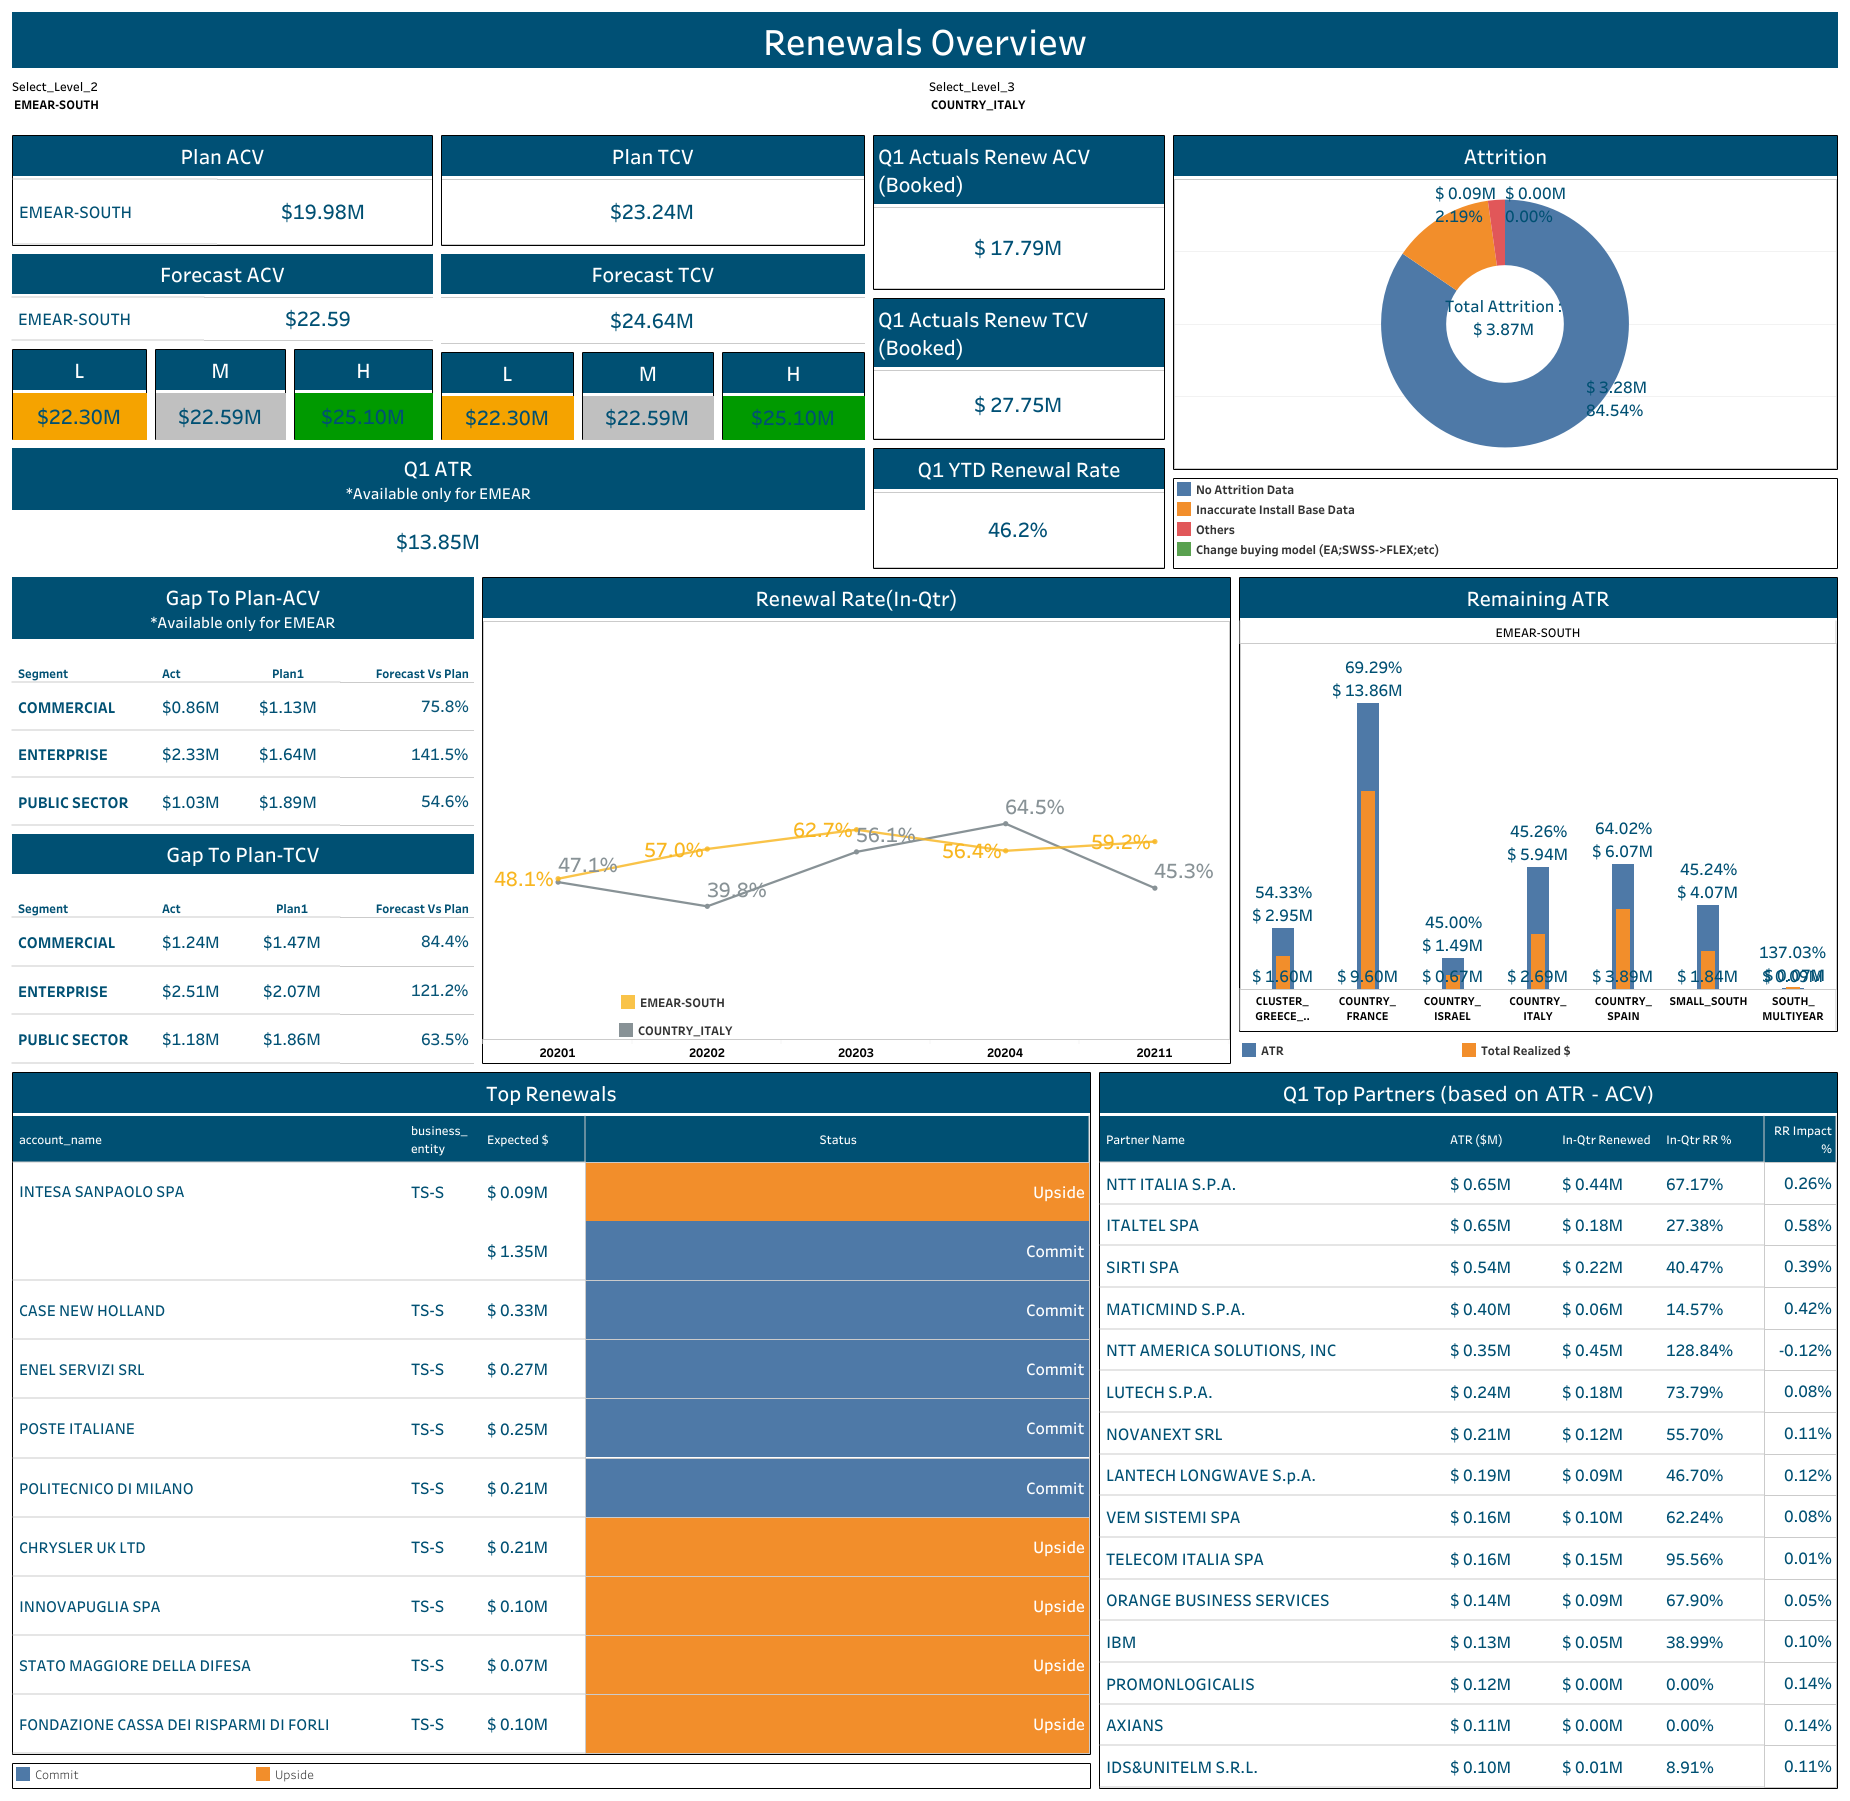 Renewals Overview
Select_Level_2
EMEAR-SOUTH
Select_Level_3
COUNTRY_ITALY
Plan ACV
EMEAR-SOUTH $19.98M
Plan TCV
$23.24M
Q1 Actuals Renew ACV
(Booked)
$ 17.79M
Attrition
$ 0.09M $ 0.00M
2.19% 0.00%
Total Attrition :
$ 3.87M
$ 3.28M
84.54%
Forecast ACV
EMEAR-SOUTH $22.59
Forecast TCV
$24.64M
Q1 Actuals Renew TCV
(Booked)
$ 27.75M
L M H
$22.30M $22.59M $25.10M
L M H
$22.30M $22.59M $25.10M
Q1 ATR
*Available only for EMEAR
$13.85M
Q1 YTD Renewal Rate
46.2%
No Attrition Data
Inaccurate Install Base Data
Others
Change buying model (EA;SWSS->FLEX;etc)
Gap To Plan-ACV
*Available only for EMEAR
Segment Act Plan1 Forecast Vs Plan
COMMERCIAL $0.86M $1.13M 75.8%
ENTERPRISE $2.33M $1.64M 141.5%
PUBLIC SECTOR $1.03M $1.89M 54.6%
Gap To Plan-TCV
Segment Act Plan1 Forecast Vs Plan
COMMERCIAL $1.24M $1.47M 84.4%
ENTERPRISE $2.51M $2.07M 121.2%
PUBLIC SECTOR $1.18M $1.86M 63.5%
Renewal Rate(In-Qtr)
64.5%
62.7% 56.1%
57.0% 56.4% 59.2%
48.1% 47.1% 39.8% 45.3%
EMEAR-SOUTH
COUNTRY_ITALY
20201 20202 20203 20204 20211
Remaining ATR
EMEAR-SOUTH
69.29%
$ 13.86M
45.26% 64.02%
$ 5.94M $ 6.07M
45.24%
$ 4.07M
54.33%
$ 2.95M
45.00%
$ 1.49M
137.03%
$ 1.60M $ 9.60M $ 0.67M $ 2.69M $ 3.89M $ 1.84M
CLUSTER_ COUNTRY_ COUNTRY_ COUNTRY_ COUNTRY_ SMALL_SOUTH SOUTH_
GREECE_.. FRANCE ISRAEL ITALY SPAIN MULTIYEAR
ATR Total Realized $
Top Renewals
account_name business_ Expected $ Status
entity
INTESA SANPAOLO SPA TS-S $ 0.09M Upside
$ 1.35M Commit
CASE NEW HOLLAND TS-S $ 0.33M Commit
ENEL SERVIZI SRL TS-S $ 0.27M Commit
POSTE ITALIANE TS-S $ 0.25M Commit
POLITECNICO DI MILANO TS-S $ 0.21M Commit
CHRYSLER UK LTD TS-S $ 0.21M Upside
INNOVAPUGLIA SPA TS-S $ 0.10M Upside
STATO MAGGIORE DELLA DIFESA TS-S $ 0.07M Upside
FONDAZIONE CASSA DEI RISPARMI DI FORLI TS-S $ 0.10M Upside
Commit Upside
Q1 Top Partners (based on ATR - ACV)
Partner Name ATR ($M) In-Qtr Renewed In-Qtr RR % RR Impact
%
NTT ITALIA S.P.A. $ 0.65M $ 0.44M 67.17% 0.26%
ITALTEL SPA $ 0.65M $ 0.18M 27.38% 0.58%
SIRTI SPA $ 0.54M $ 0.22M 40.47% 0.39%
MATICMIND S.P.A. $ 0.40M $ 0.06M 14.57% 0.42%
NTT AMERICA SOLUTIONS, INC $ 0.35M $ 0.45M 128.84% -0.12%
LUTECH S.P.A. $ 0.24M $ 0.18M 73.79% 0.08%
NOVANEXT SRL $ 0.21M $ 0.12M 55.70% 0.11%
LANTECH LONGWAVE S.p.A. $ 0.19M $ 0.09M 46.70% 0.12%
VEM SISTEMI SPA $ 0.16M $ 0.10M 62.24% 0.08%
TELECOM ITALIA SPA $ 0.16M $ 0.15M 95.56% 0.01%
ORANGE BUSINESS SERVICES $ 0.14M $ 0.09M 67.90% 0.05%
IBM $ 0.13M $ 0.05M 38.99% 0.10%
PROMONLOGICALIS $ 0.12M $ 0.00M 0.00% 0.14%
AXIANS $ 0.11M $ 0.00M 0.00% 0.14%
IDS&UNITELM S.R.L. $ 0.10M $ 0.01M 8.91% 0.11%